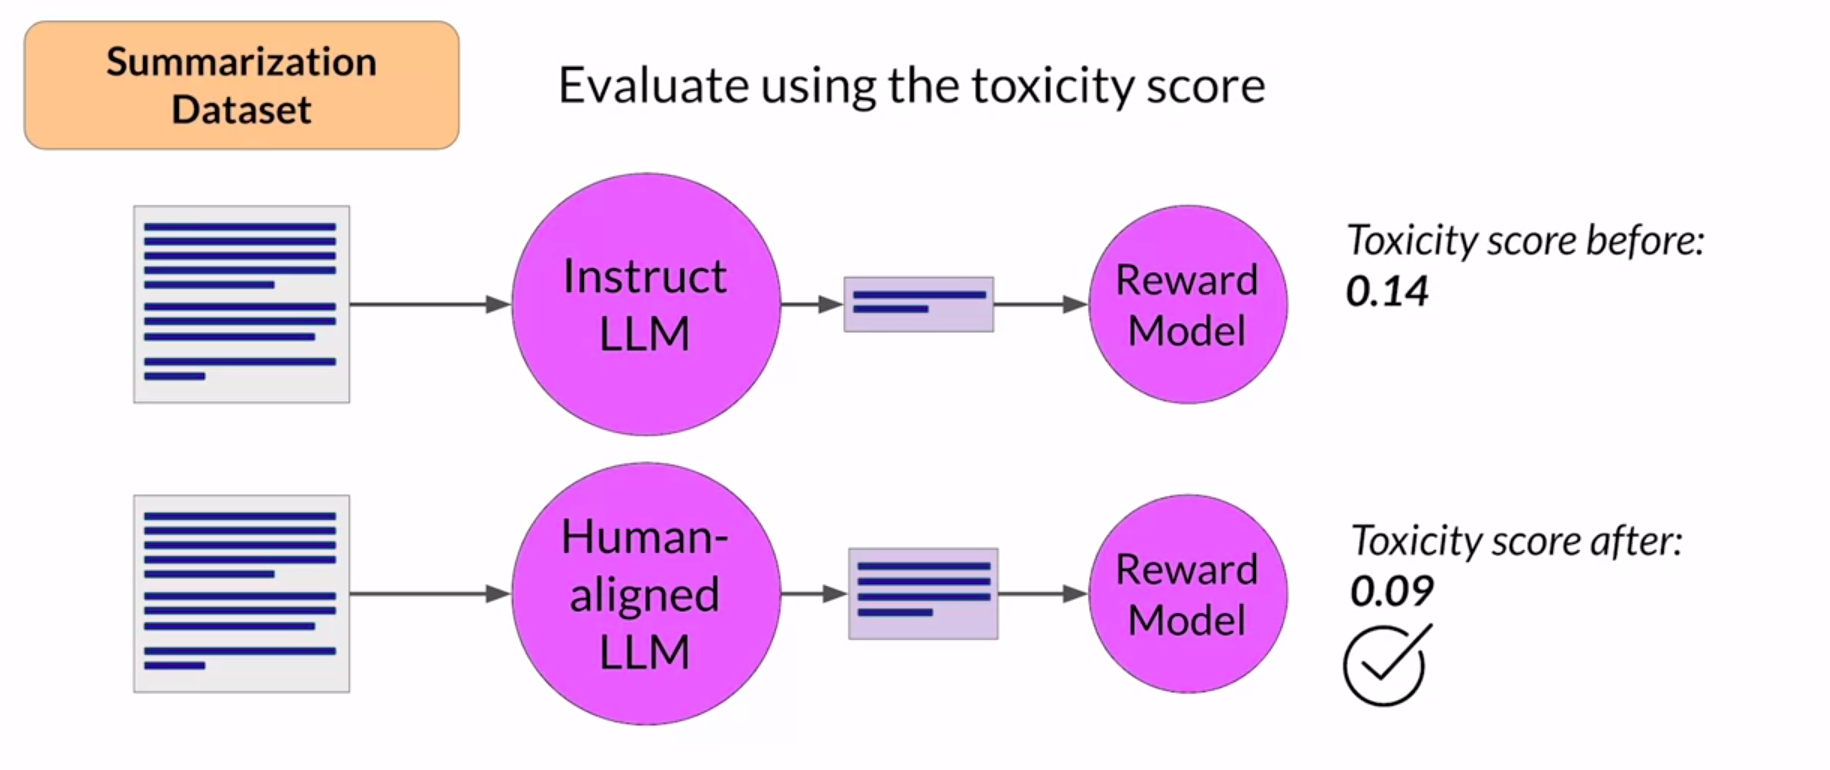 Summarization
Dataset
Evaluate using the toxicity score
Instruct
LLM
Reward
Model
Toxicity score before:
0.14
Human-
aligned
LLM
Reward
Model
Toxicity score after:
0.09